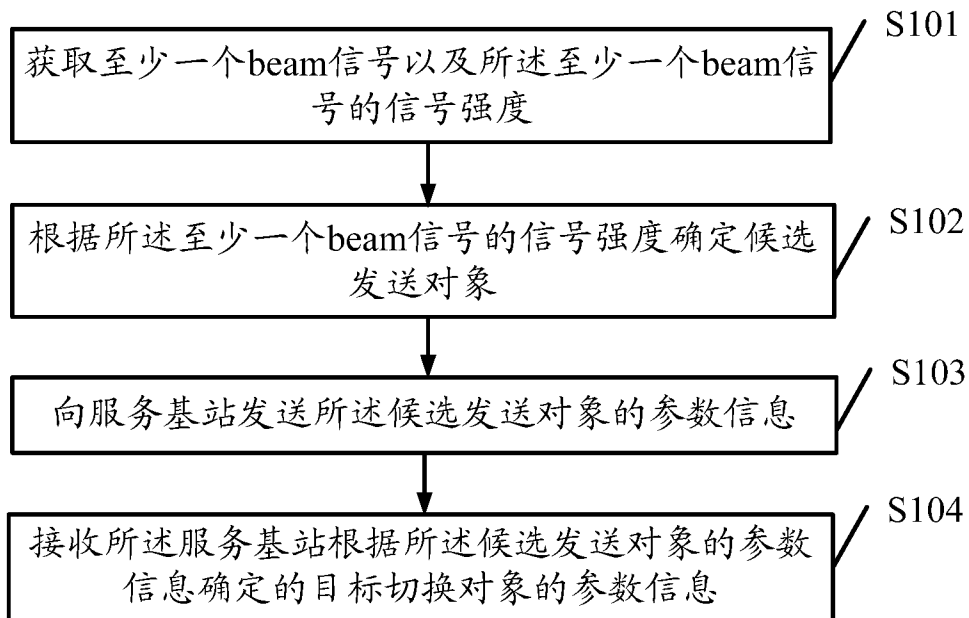 S101
获取至少一个beam信号以及所述至少一个beam信
号的信号强度
S102
根据所述至少一个beam信号的信号强度确定候选
发送对象
S103
向服务基站发送所述候选发送对象的参数信息
S104
接收所述服务基站根据所述候选发送对象的参数
信息确定的目标切换对象的参数信息